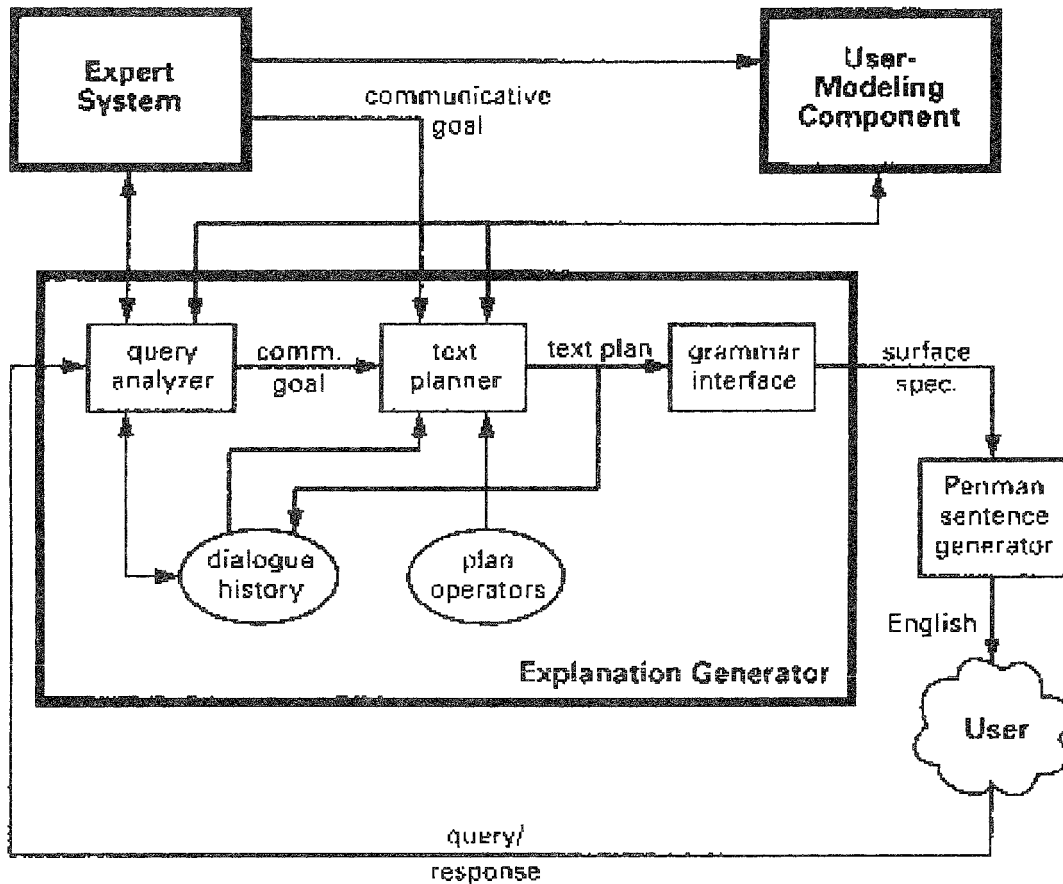 Expert
System
communicative
goal
User-
Modeling
Component
query
analyzer
comm.
goal
text
planner
text plan
grammar
interface
surface
spec.
dialogue
history
plan
operators
Penman
sentence
generator
English
Explanation Generator
User
query/
response